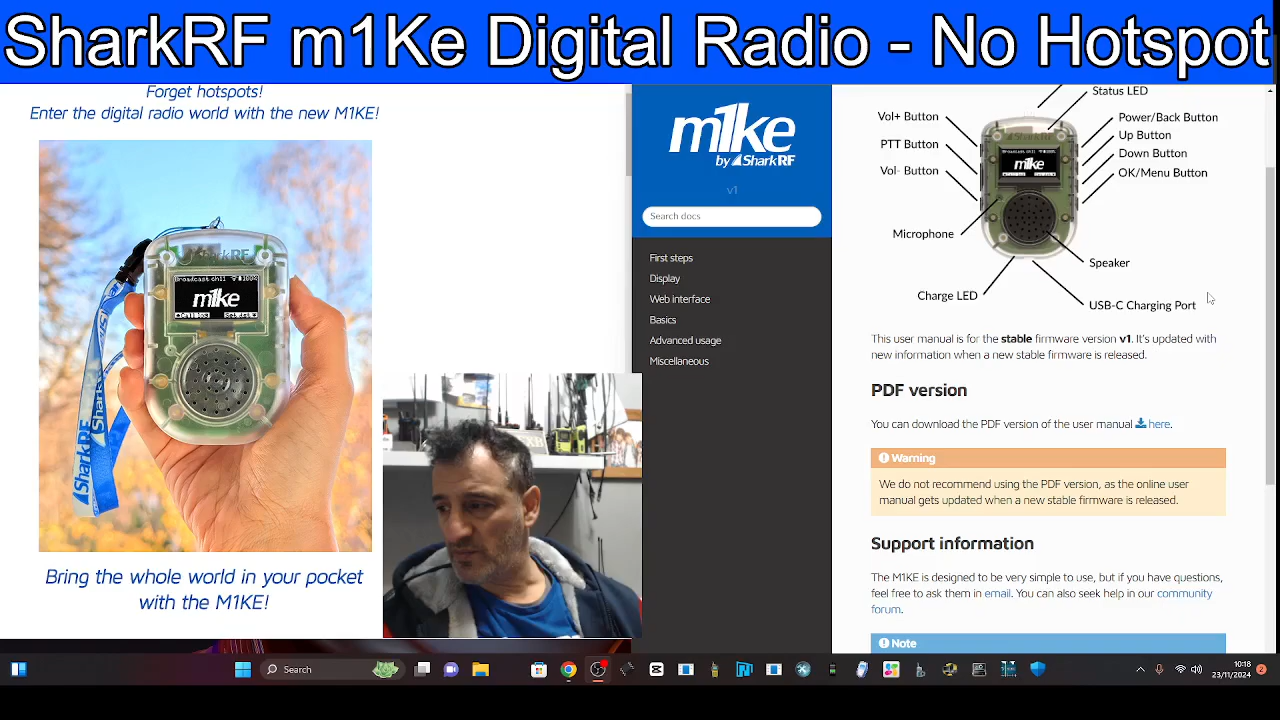 SharkRF m1Ke Digital Radio - No Hotspot
Forget hotspots!
Enter the digital radio world with the new M1KE!
SharkRF
Broadcast ch11 100%
m1ke
Bring the whole world in your pocket
with the M1KE!
m1ke
by SharkRF
v1
Search docs
First steps
Display
Web interface
Basics
Advanced usage
Miscellaneous
Status LED
Vol+ Button
Power/Back Button
Up Button
PTT Button
Down Button
Vol- Button
OK/Menu Button
m1ke
Microphone
Speaker
Charge LED
USB-C Charging Port
This user manual is for the stable firmware version v1. It's updated with
new information when a new stable firmware is released.
PDF version
You can download the PDF version of the user manual here.
Warning
We do not recommend using the PDF version, as the online user
manual gets updated when a new stable firmware is released.
Support information
The M1KE is designed to be very simple to use, but if you have questions,
feel free to ask them in email. You can also seek help in our community
forum.
Note
Search
10:18
23/11/2024
2